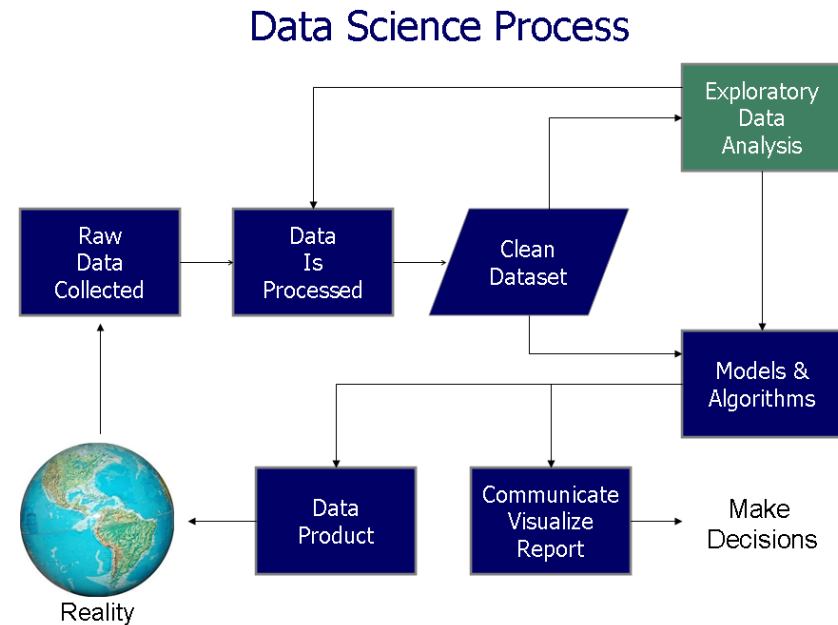 Data Science Process
Exploratory
Data
Analysis
Raw
Data
Collected
Data
Is
Processed
Clean
Dataset
Models &
Algorithms
Data
Product
Communicate
Visualize
Report
Make
Decisions
Reality